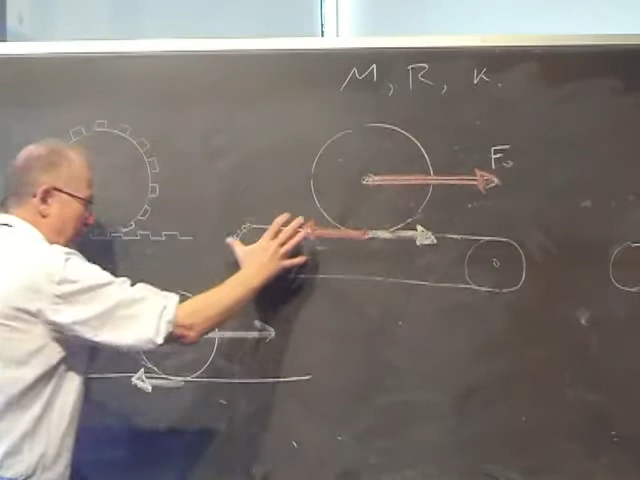 M, R, K.
F₀